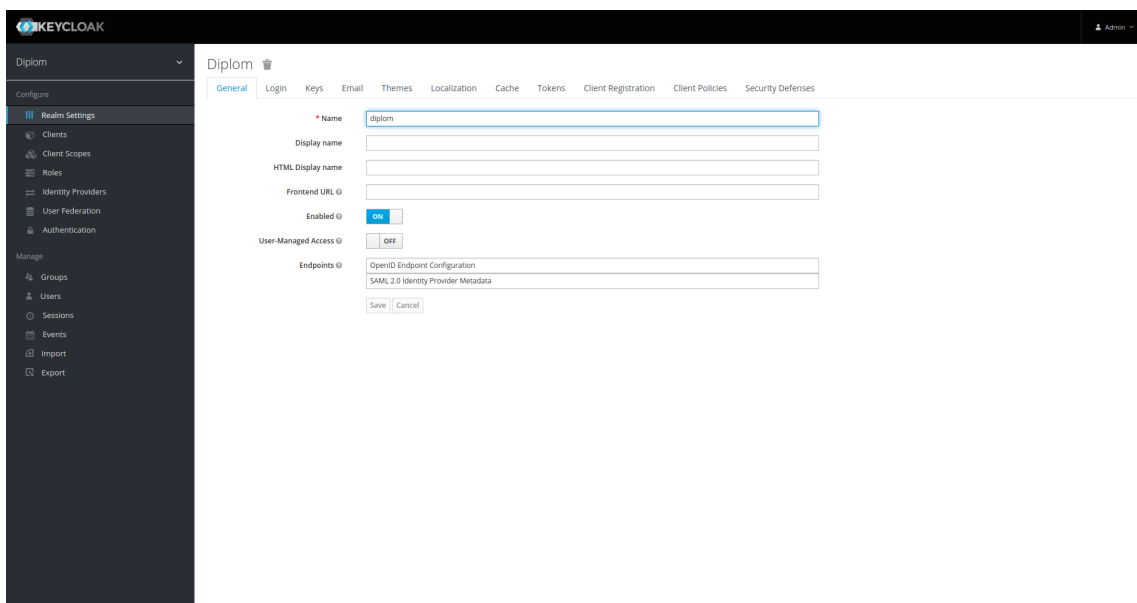 KEYCLOAK
Admin
Diplom
Configure
Realm Settings
Clients
Client Scopes
Roles
Identity Providers
User Federation
Authentication
Manage
Groups
Users
Sessions
Events
Import
Export
Diplom
General Login Keys Email Themes Localization Cache Tokens Client Registration Client Policies Security Defenses
* Name diplom
Display name
HTML Display name
Frontend URL
Enabled ON
User-Managed Access OFF
Endpoints OpenID Endpoint Configuration
SAML 2.0 Identity Provider Metadata
Save Cancel